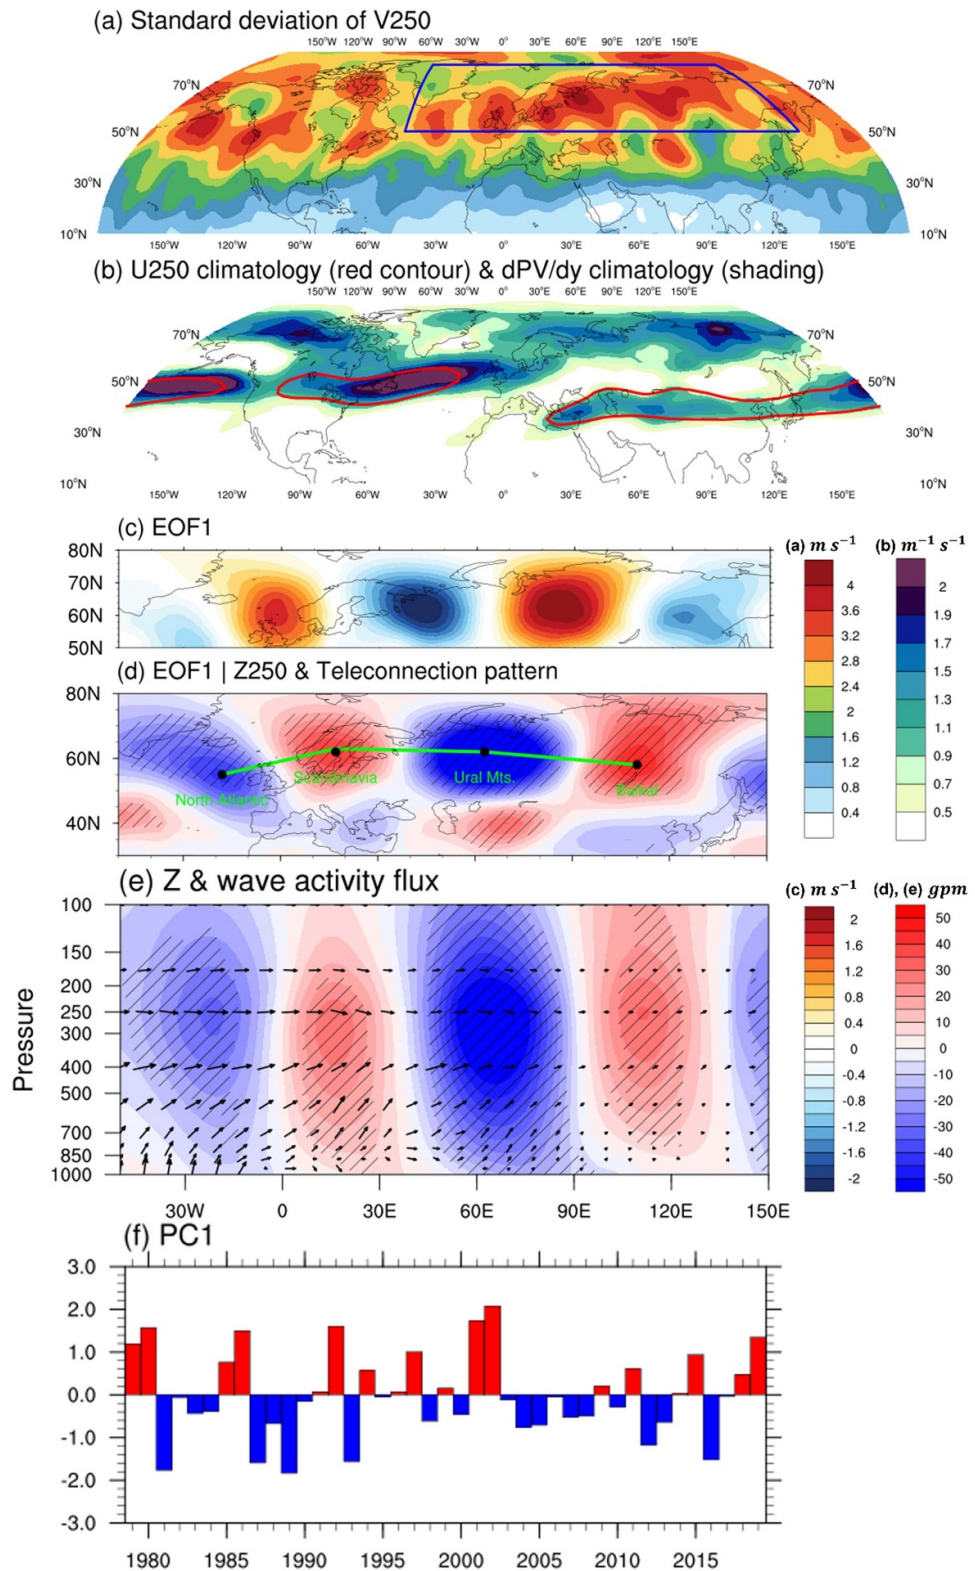 (a) Standard deviation of V250
150°W 120°W 90°W 60°W 30°W 0° 30°E 60°E 90°E 120°E 150°E
70°N 70°N
50°N 50°N
30°N 30°N
10°N 10°N
150°W 120°W 90°W 60°W 30°W 0° 30°E 60°E 90°E 120°E 150°E
(b) U250 climatology (red contour) & dPV/dy climatology (shading)
150°W 120°W 90°W 60°W 30°W 0° 30°E 60°E 90°E 120°E 150°E
70°N 70°N
50°N 50°N
30°N 30°N
10°N 10°N
150°W 120°W 90°W 60°W 30°W 0° 30°E 60°E 90°E 120°E 150°E
(c) EOF1
80N
70N
60N
50N
(d) EOF1 | Z250 & Teleconnection pattern
80N
60N
40N
North Atlantic
Scandinavia
Ural Mts.
Baikal
(a) m s⁻¹
4
3.6
3.2
2.8
2.4
2
1.6
1.2
0.8
0.4
(b) m⁻¹ s⁻¹
2
1.9
1.7
1.5
1.3
1.1
0.9
0.7
0.5
(e) Z & wave activity flux
Pressure
100
150
200
250
300
400
500
700
850
1000
30W 0 30E 60E 90E 120E 150E
(c) m s⁻¹
2
1.6
1.2
0.8
0.4
0
-0.4
-0.8
-1.2
-1.6
-2
(d), (e) gpm
50
40
30
20
10
0
-10
-20
-30
-40
-50
(f) PC1
3.0
2.0
1.0
0.0
-1.0
-2.0
-3.0
1980 1985 1990 1995 2000 2005 2010 2015